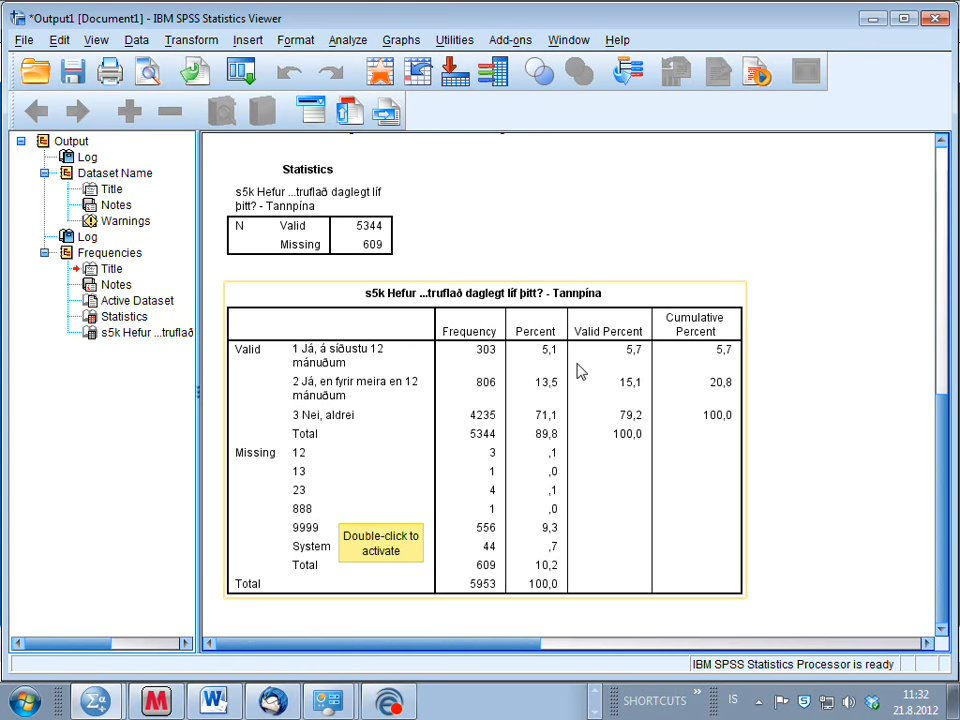 *Output1 [Document1] - IBM SPSS Statistics Viewer
File Edit View Data Transform Insert Format Analyze Graphs Utilities Add-ons Window Help
Output
Log
Dataset Name
Title
Notes
Warnings
Log
Frequencies
Title
Notes
Active Dataset
Statistics
s5k Hefur ...truflað
Statistics
s5k Hefur ...truflað daglegt líf
þitt? - Tannpína
N Valid 5344
Missing 609
s5k Hefur ...truflað daglegt líf þitt? - Tannpína
Frequency Percent Valid Percent Cumulative Percent
Valid 1 Já, á síðustu 12 mánuðum 303 5,1 5,7 5,7
2 Já, en fyrir meira en 12 mánuðum 806 13,5 15,1 20,8
3 Nei, aldrei 4235 71,1 79,2 100,0
Total 5344 89,8 100,0
Missing 12 3 ,1
13 1 ,0
23 4 ,1
888 1 ,0
9999 556 9,3
System 44 ,7
Total 609 10,2
Total 5953 100,0
Double-click to
activate
IBM SPSS Statistics Processor is ready
SHORTCUTS
IS
11:32
21.8.2012